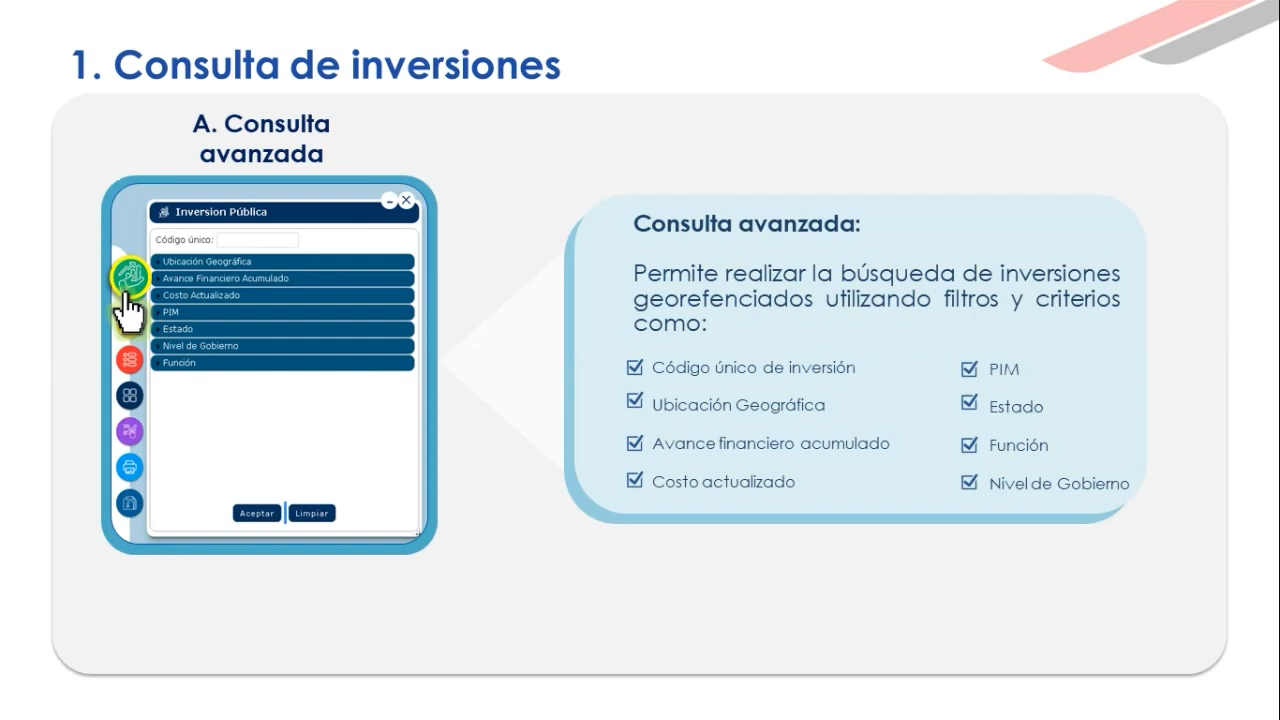 1. Consulta de inversiones
A. Consulta
avanzada
Inversion Pública
Código único:
Ubicación Geográfica
Avance Financiero Acumulado
Costo Actualizado
PIM
Estado
Nivel de Gobierno
Función
Aceptar
Limpiar
Consulta avanzada:
Permite realizar la búsqueda de inversiones
georefenciados utilizando filtros y criterios
como:
Código único de inversión
Ubicación Geográfica
Avance financiero acumulado
Costo actualizado
PIM
Estado
Función
Nivel de Gobierno